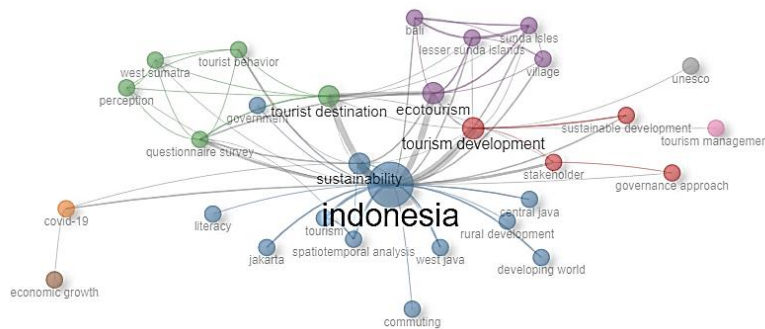 bali
sunda isles
lesser sunda islands
tourist behavior
west sumatra
village
unesco
perception
ecotourism
tourist destination
government
sustainable development
tourism managemen
tourism development
questionnaire survey
stakeholder
governance approach
sustainability
indonesia
central java
covid-19
literacy
tourism
rural development
spatiotemporal analysis
west java
jakarta
developing world
economic growth
commuting